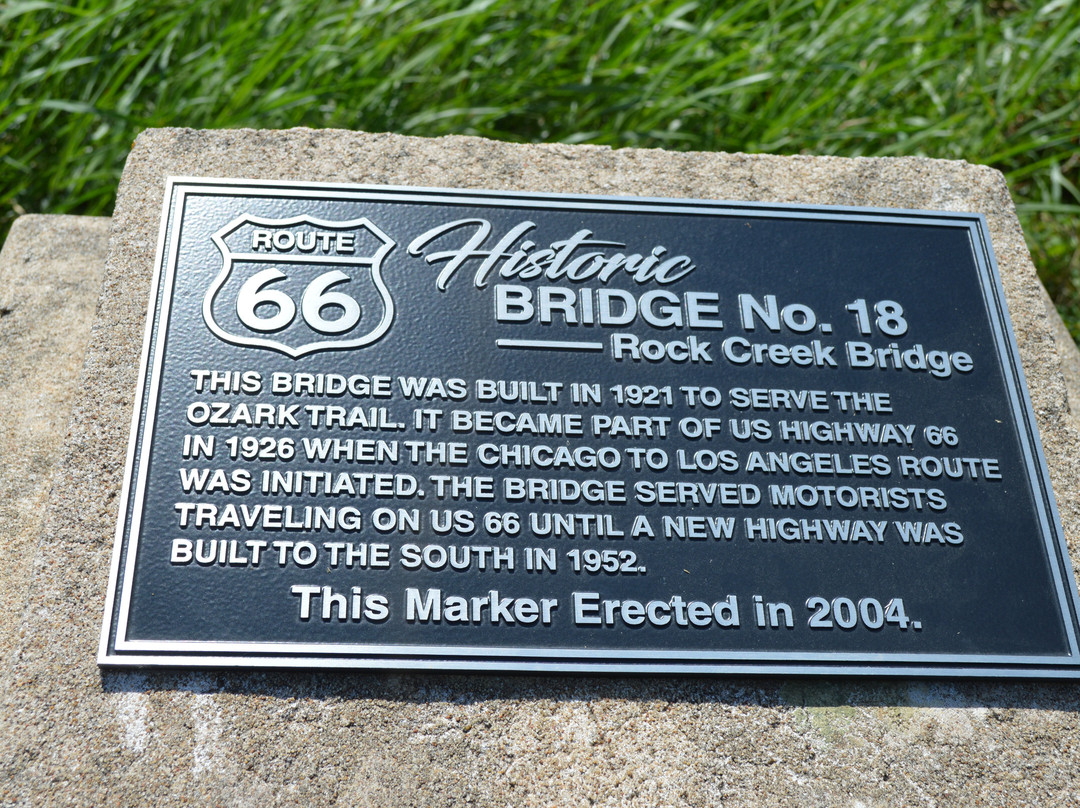 ROUTE
66
Historic
BRIDGE No. 18
Rock Creek Bridge
THIS BRIDGE WAS BUILT IN 1921 TO SERVE THE
OZARK TRAIL. IT BECAME PART OF US HIGHWAY 66
IN 1926 WHEN THE CHICAGO TO LOS ANGELES ROUTE
WAS INITIATED. THE BRIDGE SERVED MOTORISTS
TRAVELING ON US 66 UNTIL A NEW HIGHWAY WAS
BUILT TO THE SOUTH IN 1952.
This Marker Erected in 2004.